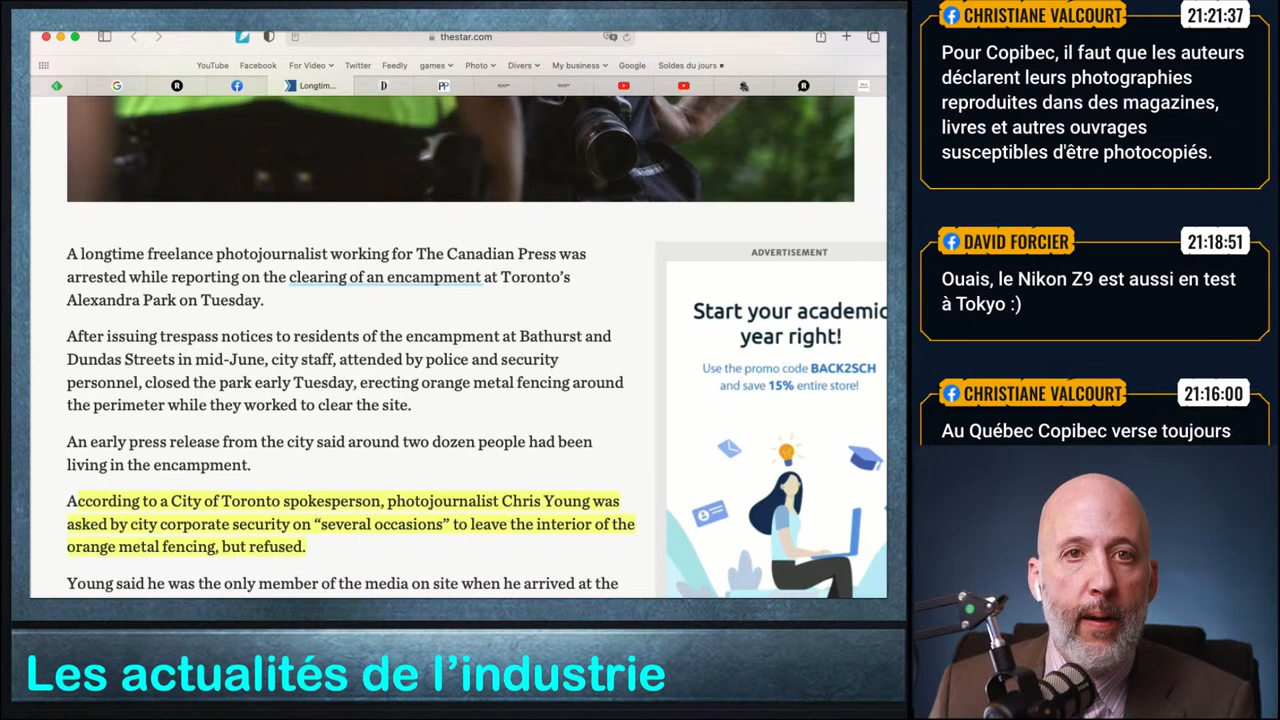 thestar.com
YouTube Facebook For Video Twitter Feedly games Photo Divers My business Google Soldes du jours
Longtim...
A longtime freelance photojournalist working for The Canadian Press was
arrested while reporting on the clearing of an encampment at Toronto’s
Alexandra Park on Tuesday.
After issuing trespass notices to residents of the encampment at Bathurst and
Dundas Streets in mid-June, city staff, attended by police and security
personnel, closed the park early Tuesday, erecting orange metal fencing around
the perimeter while they worked to clear the site.
An early press release from the city said around two dozen people had been
living in the encampment.
According to a City of Toronto spokesperson, photojournalist Chris Young was
asked by city corporate security on “several occasions” to leave the interior of the
orange metal fencing, but refused.
Young said he was the only member of the media on site when he arrived at the
ADVERTISEMENT
Start your academic
year right!
Use the promo code BACK2SCH
and save 15% entire store!
Les actualités de l’industrie
CHRISTIANE VALCOURT 21:21:37
Pour Copibec, il faut que les auteurs
déclarent leurs photographies
reproduites dans des magazines,
livres et autres ouvrages
susceptibles d'être photocopiés.
DAVID FORCIER 21:18:51
Ouais, le Nikon Z9 est aussi en test
à Tokyo :)
CHRISTIANE VALCOURT 21:16:00
Au Québec Copibec verse toujours